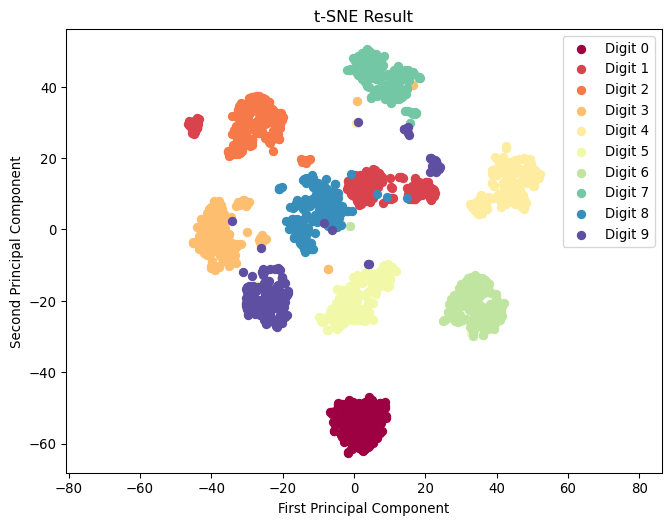 t-SNE Result
Second Principal Component
40
20
0
−20
−40
−60
−80
−60
−40
−20
0
20
40
60
80
First Principal Component
Digit 0
Digit 1
Digit 2
Digit 3
Digit 4
Digit 5
Digit 6
Digit 7
Digit 8
Digit 9